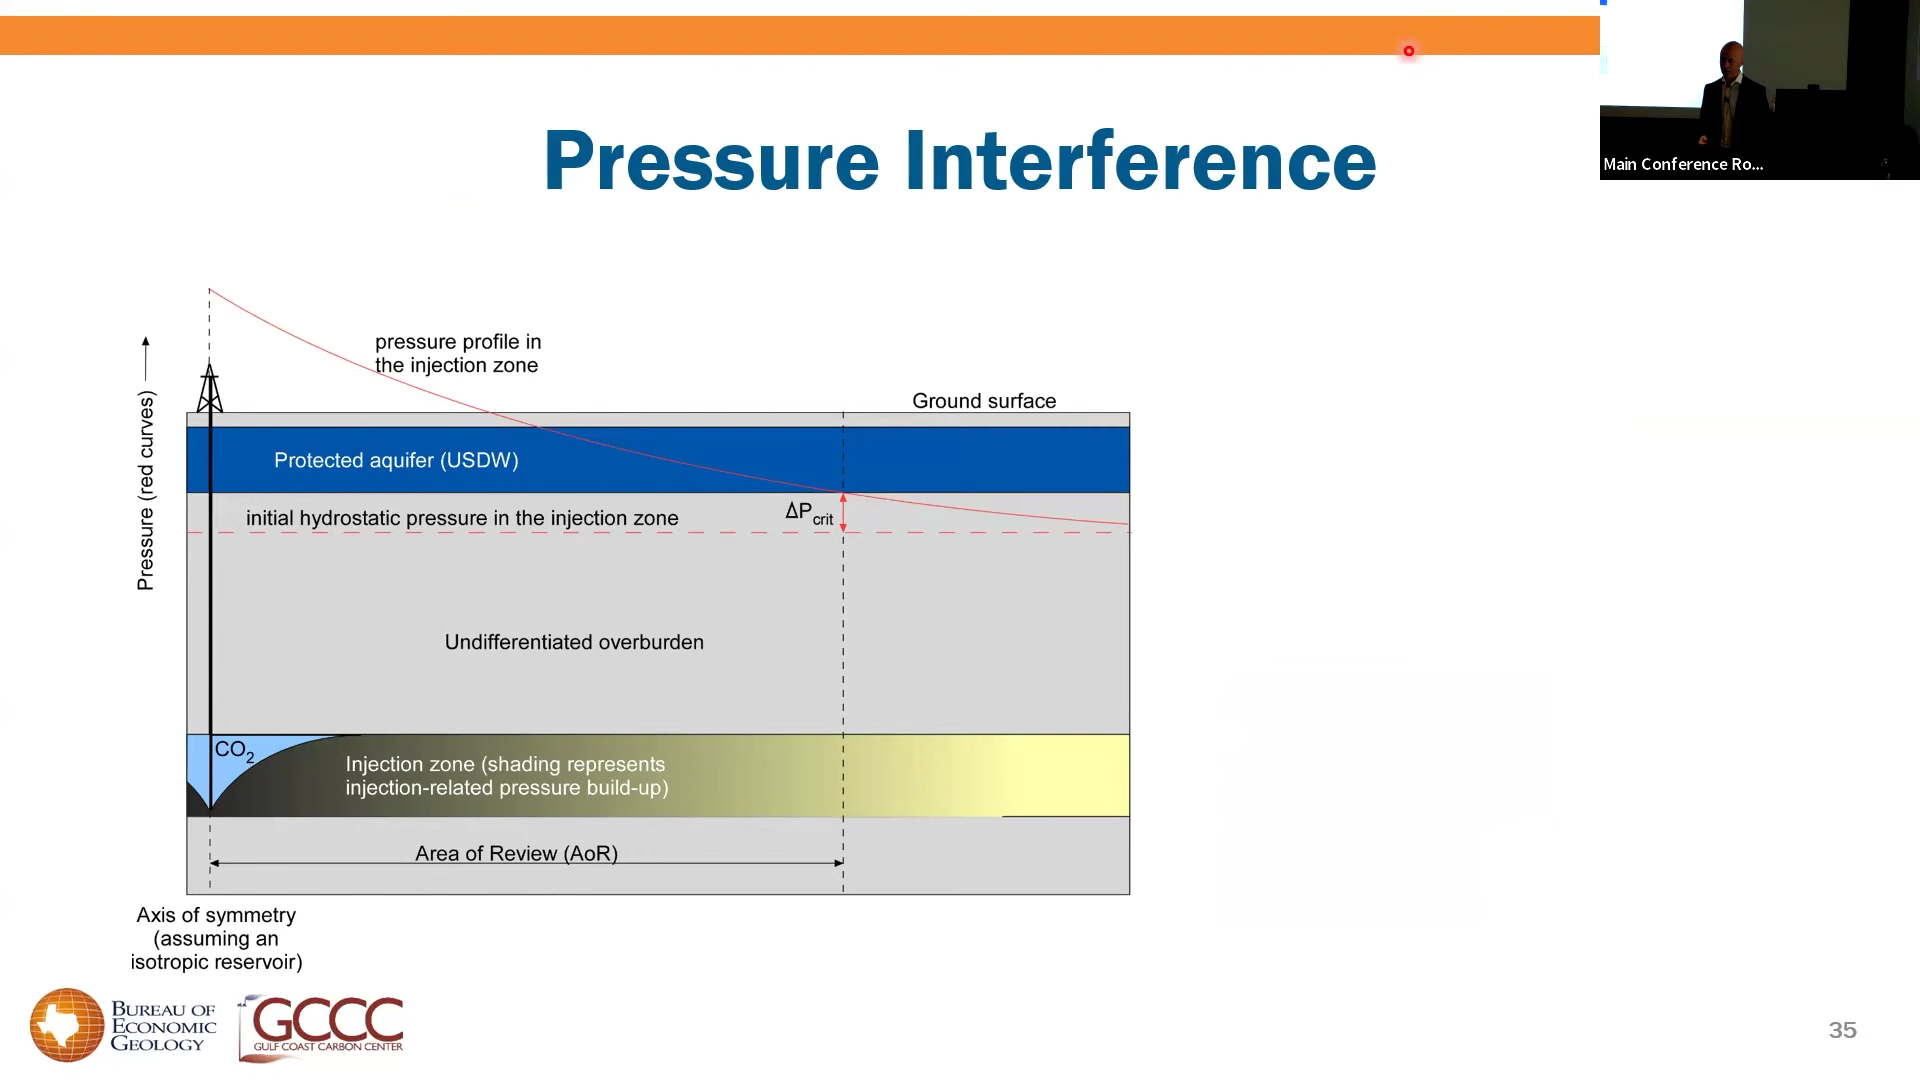 Main Conference Ro...
Pressure Interference
pressure profile in
the injection zone
Pressure (red curves)
Ground surface
Protected aquifer (USDW)
initial hydrostatic pressure in the injection zone
ΔPcrit
Undifferentiated overburden
CO2
Injection zone (shading represents
injection-related pressure build-up)
Area of Review (AoR)
Axis of symmetry
(assuming an
isotropic reservoir)
BUREAU OF
ECONOMIC
GEOLOGY
GCCC
GULF COAST CARBON CENTER
35